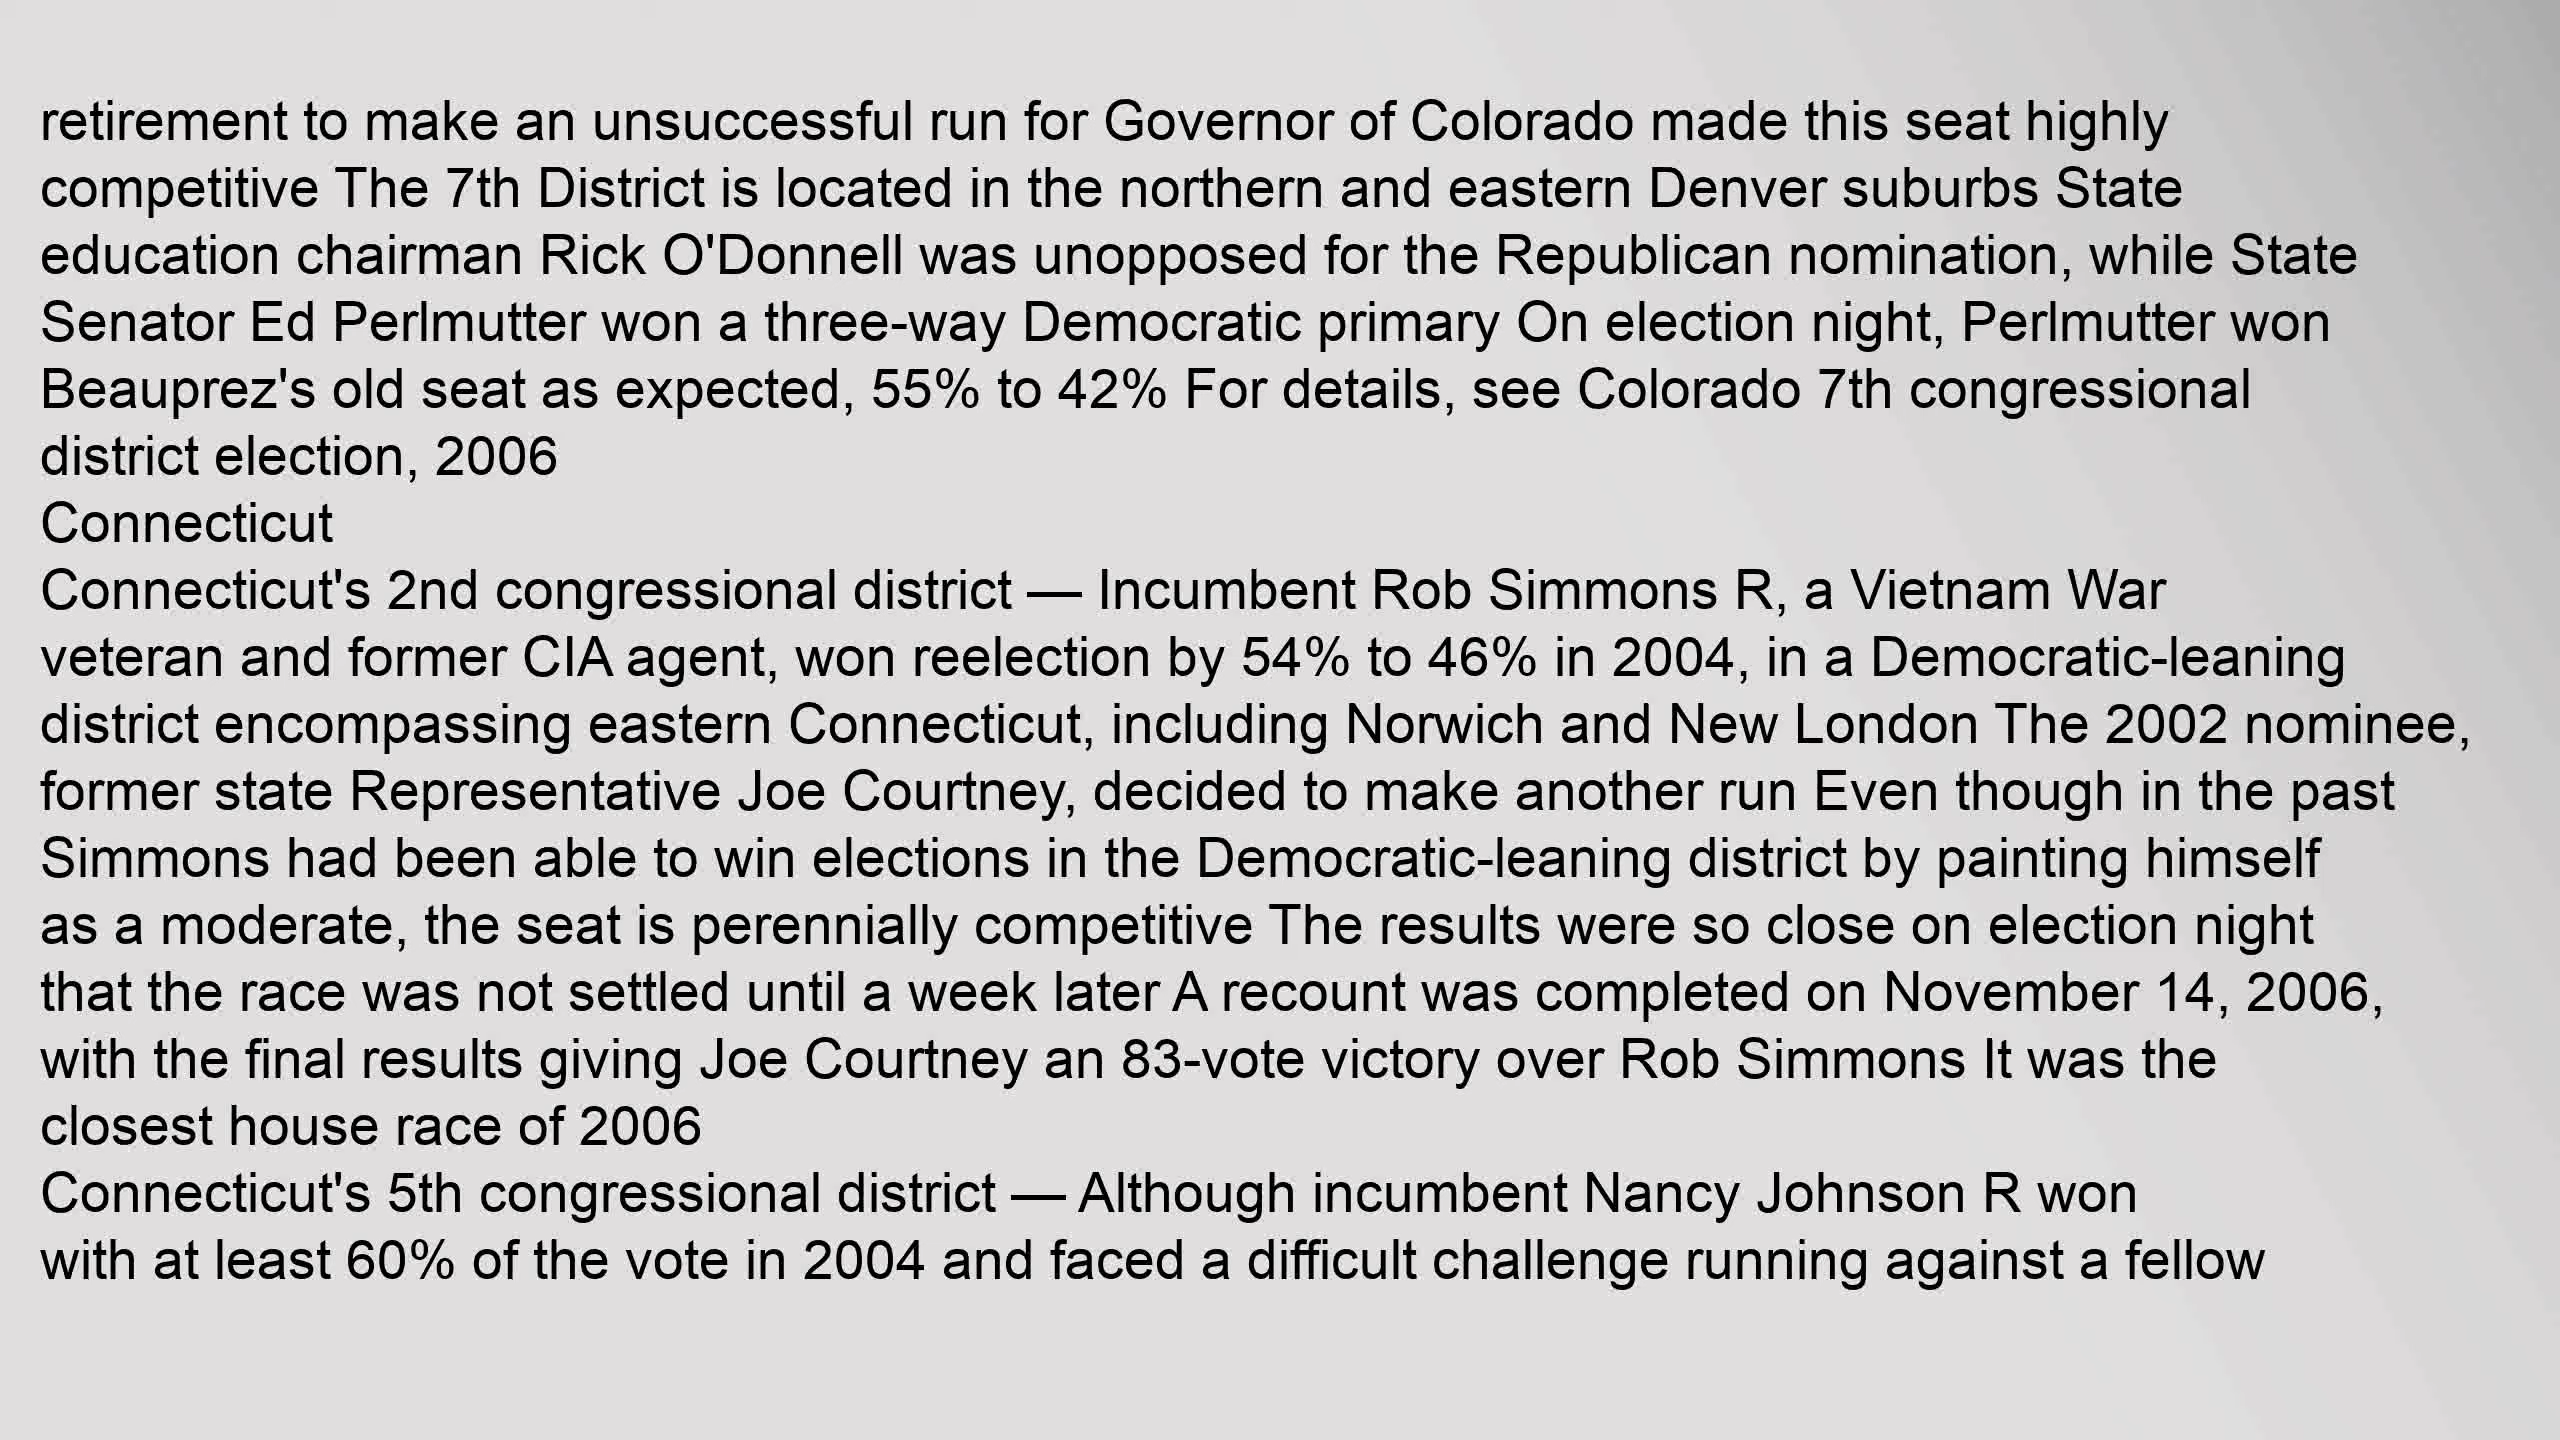 retirement to make an unsuccessful run for Governor of Colorado made this seat highly
competitive The 7th District is located in the northern and eastern Denver suburbs State
education chairman Rick O'Donnell was unopposed for the Republican nomination, while State
Senator Ed Perlmutter won a three-way Democratic primary On election night, Perlmutter won
Beauprez's old seat as expected, 55% to 42% For details, see Colorado 7th congressional
district election, 2006
Connecticut
Connecticut's 2nd congressional district — Incumbent Rob Simmons R, a Vietnam War
veteran and former CIA agent, won reelection by 54% to 46% in 2004, in a Democratic-leaning
district encompassing eastern Connecticut, including Norwich and New London The 2002 nominee,
former state Representative Joe Courtney, decided to make another run Even though in the past
Simmons had been able to win elections in the Democratic-leaning district by painting himself
as a moderate, the seat is perennially competitive The results were so close on election night
that the race was not settled until a week later A recount was completed on November 14, 2006,
with the final results giving Joe Courtney an 83-vote victory over Rob Simmons It was the
closest house race of 2006
Connecticut's 5th congressional district — Although incumbent Nancy Johnson R won
with at least 60% of the vote in 2004 and faced a difficult challenge running against a fellow